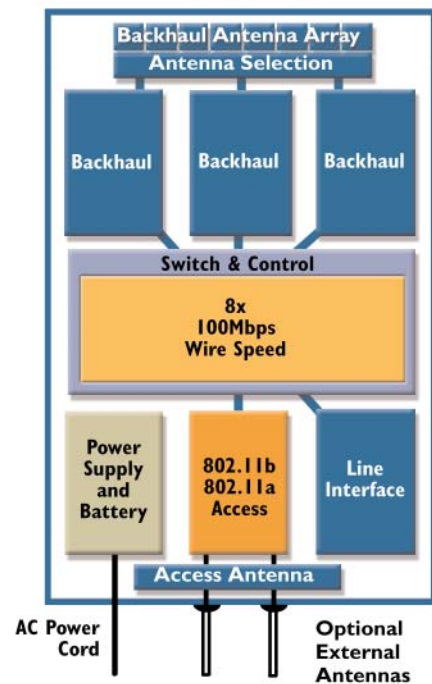 Backhaul Antenna Array
Antenna Selection
Backhaul
Backhaul
Backhaul
Switch & Control
8x
100Mbps
Wire Speed
Power
Supply
and
Battery
802.11b
802.11a
Access
Line
Interface
Access Antenna
AC Power
Cord
Optional
External
Antennas